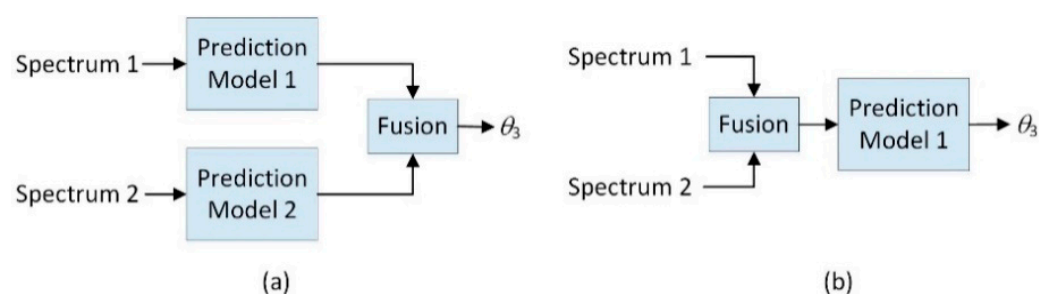 Spectrum 1
Prediction
Model 1
Fusion
θ₃
Spectrum 2
Prediction
Model 2
(a)
Spectrum 1
Fusion
Prediction
Model 1
θ₃
Spectrum 2
(b)